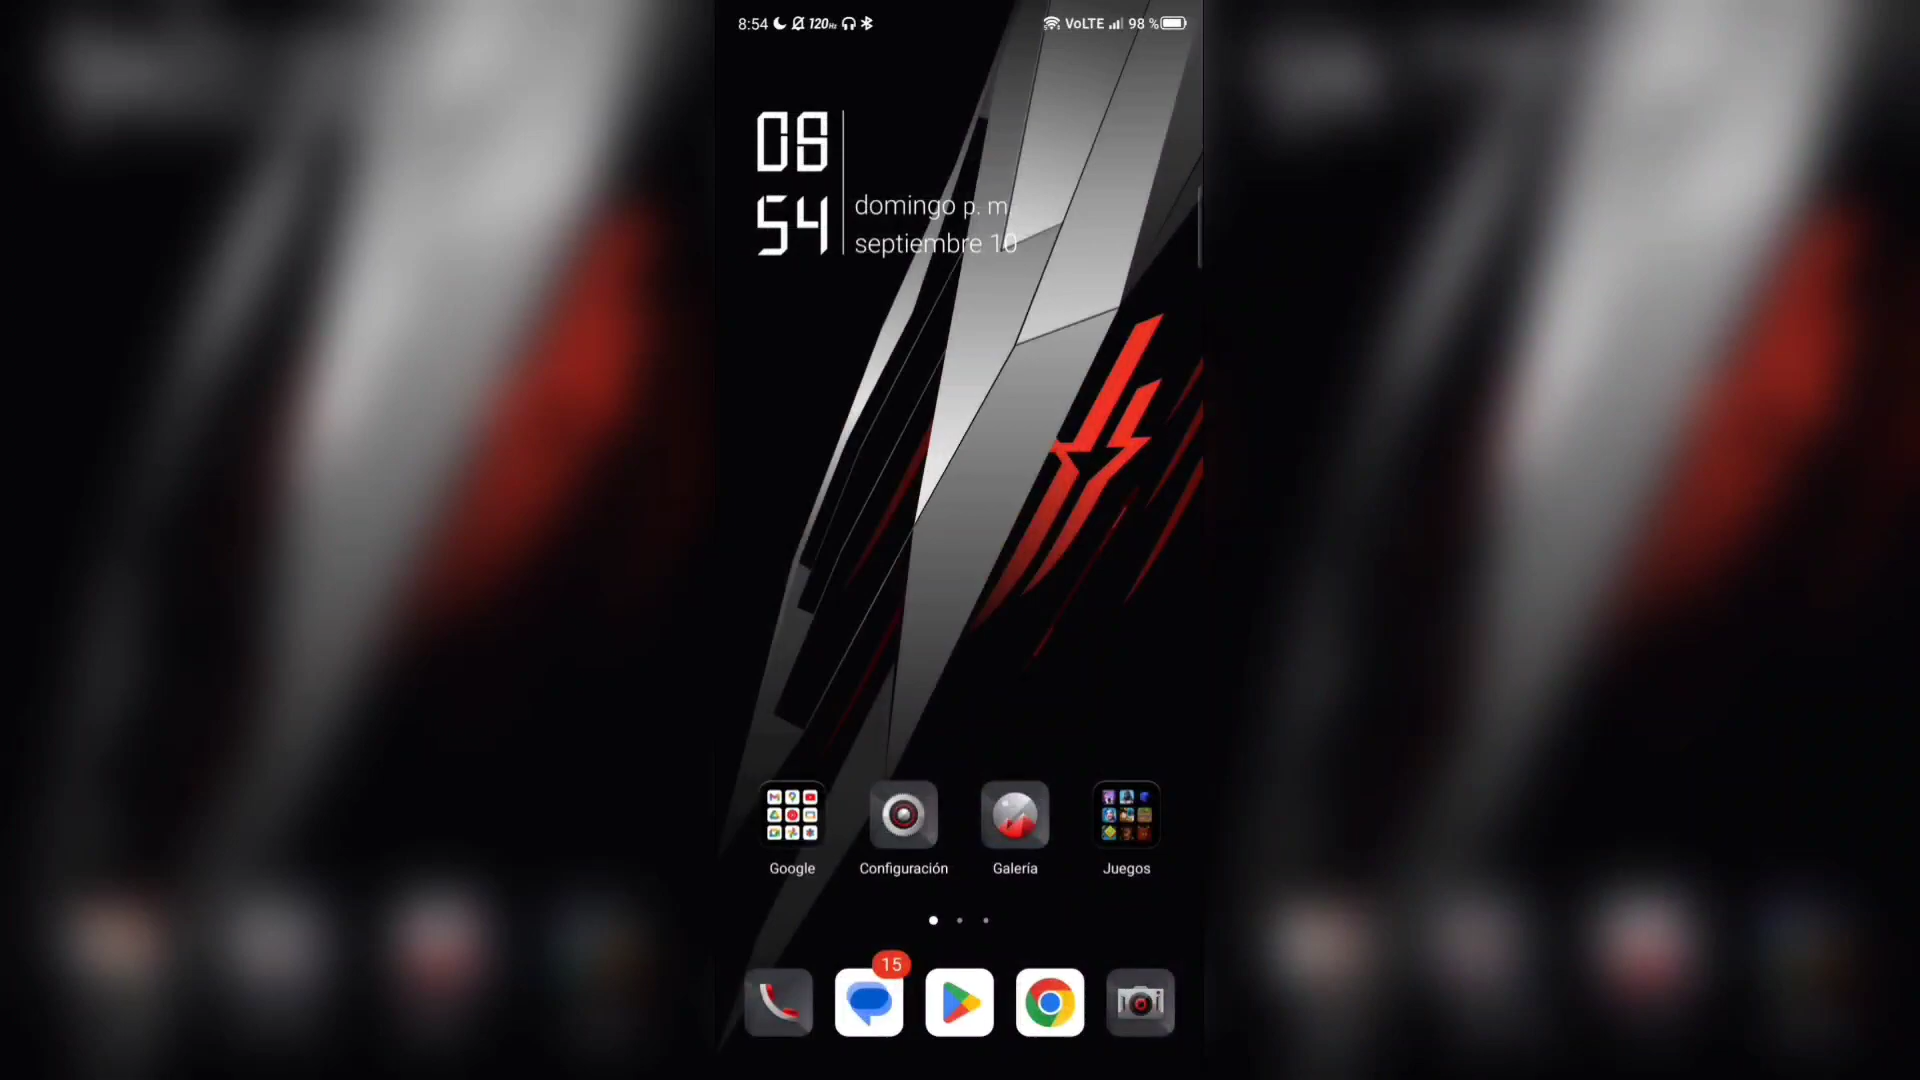 8:54 120Hz VoLTE 98 %
08
54
domingo p. m.
septiembre 10
Google Configuración Galería Juegos
15